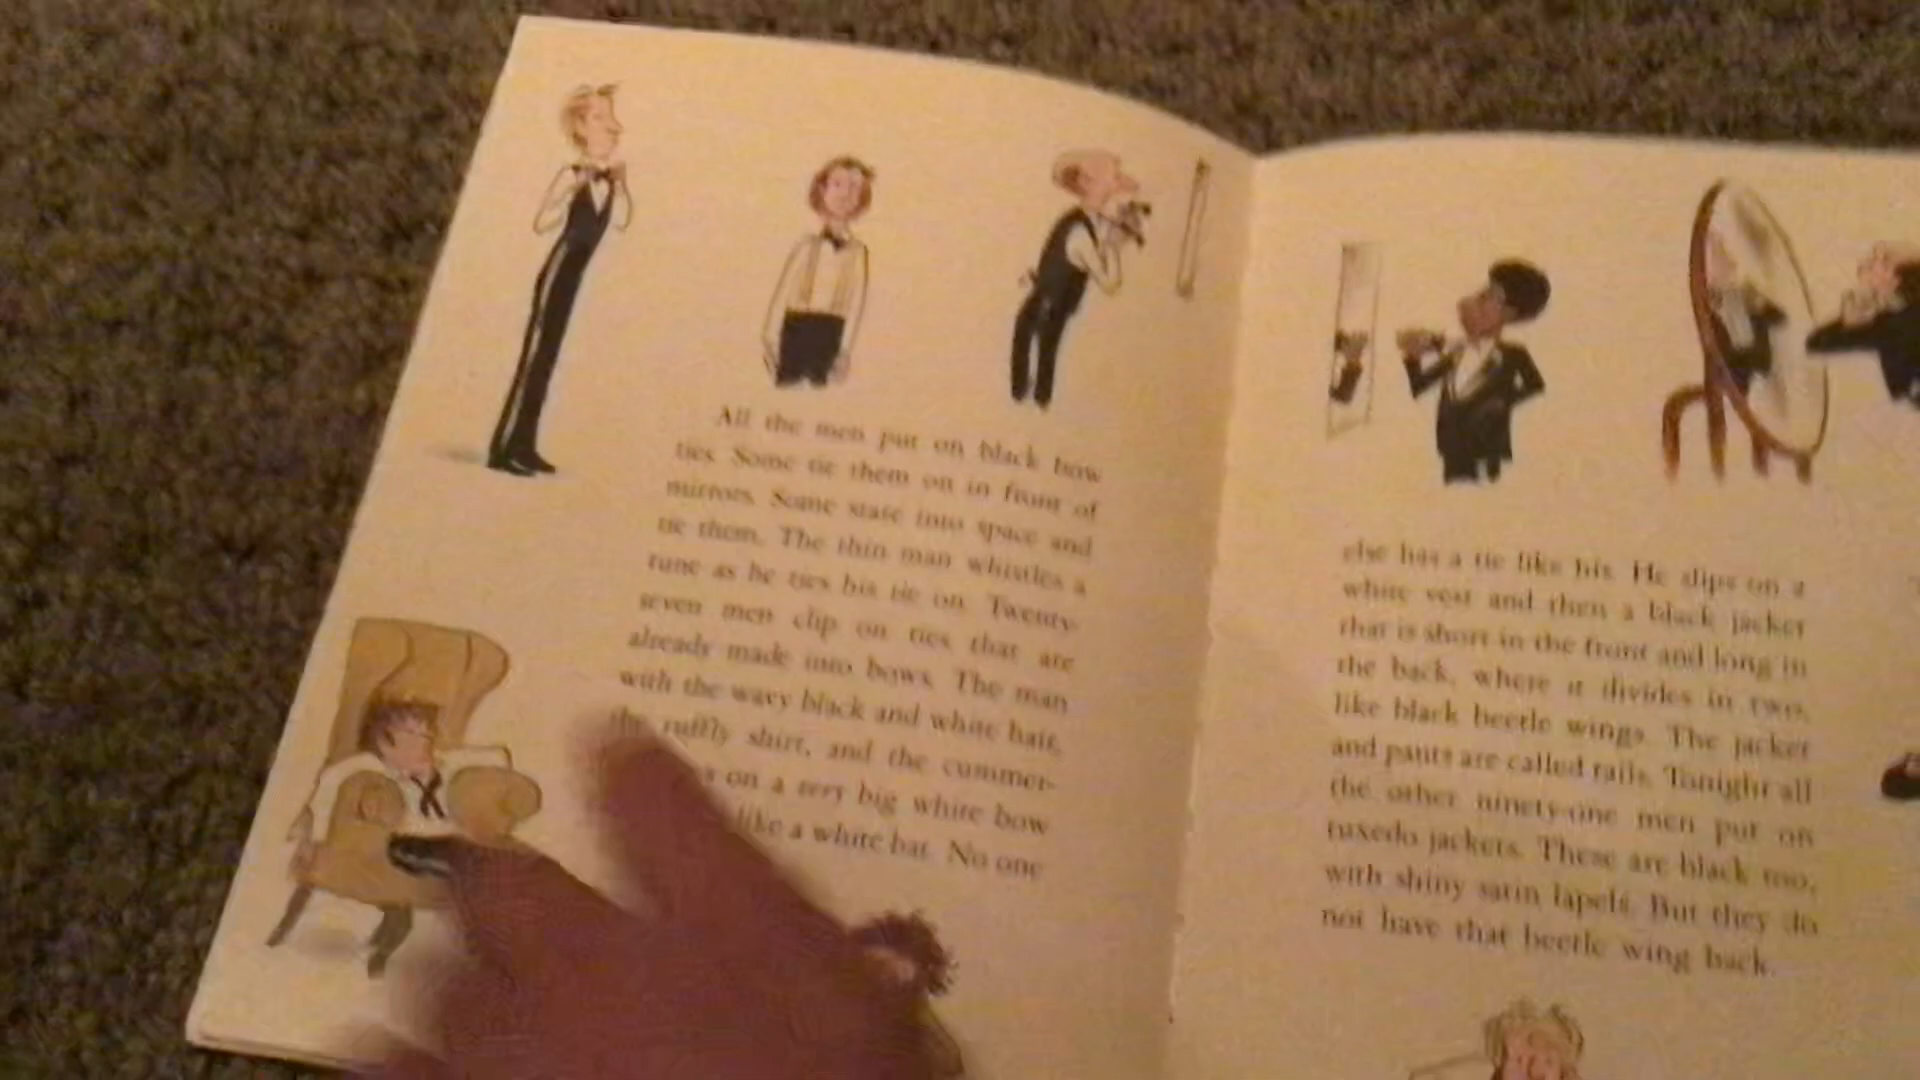 All the men put on black bow
ties. Some tie them on in front of
mirrors. Some stare into space and
tie them. The thin man whistles a
tune as he ties his tie on. Twenty-
seven men clip on ties that are
already made into bows. The man
with the wavy black and white hair,
the ruffly shirt, and the cummer-
s on a very big white bow
like a white bat. No one
else has a tie like his. He slips on a
white vest and then a black jacket
that is short in the front and long in
the back, where it divides in two,
like black beetle wings. The jacket
and pants are called tails. Tonight all
the other ninety-one men put on
tuxedo jackets. These are black too,
with shiny satin lapels. But they do
not have that beetle wing back.